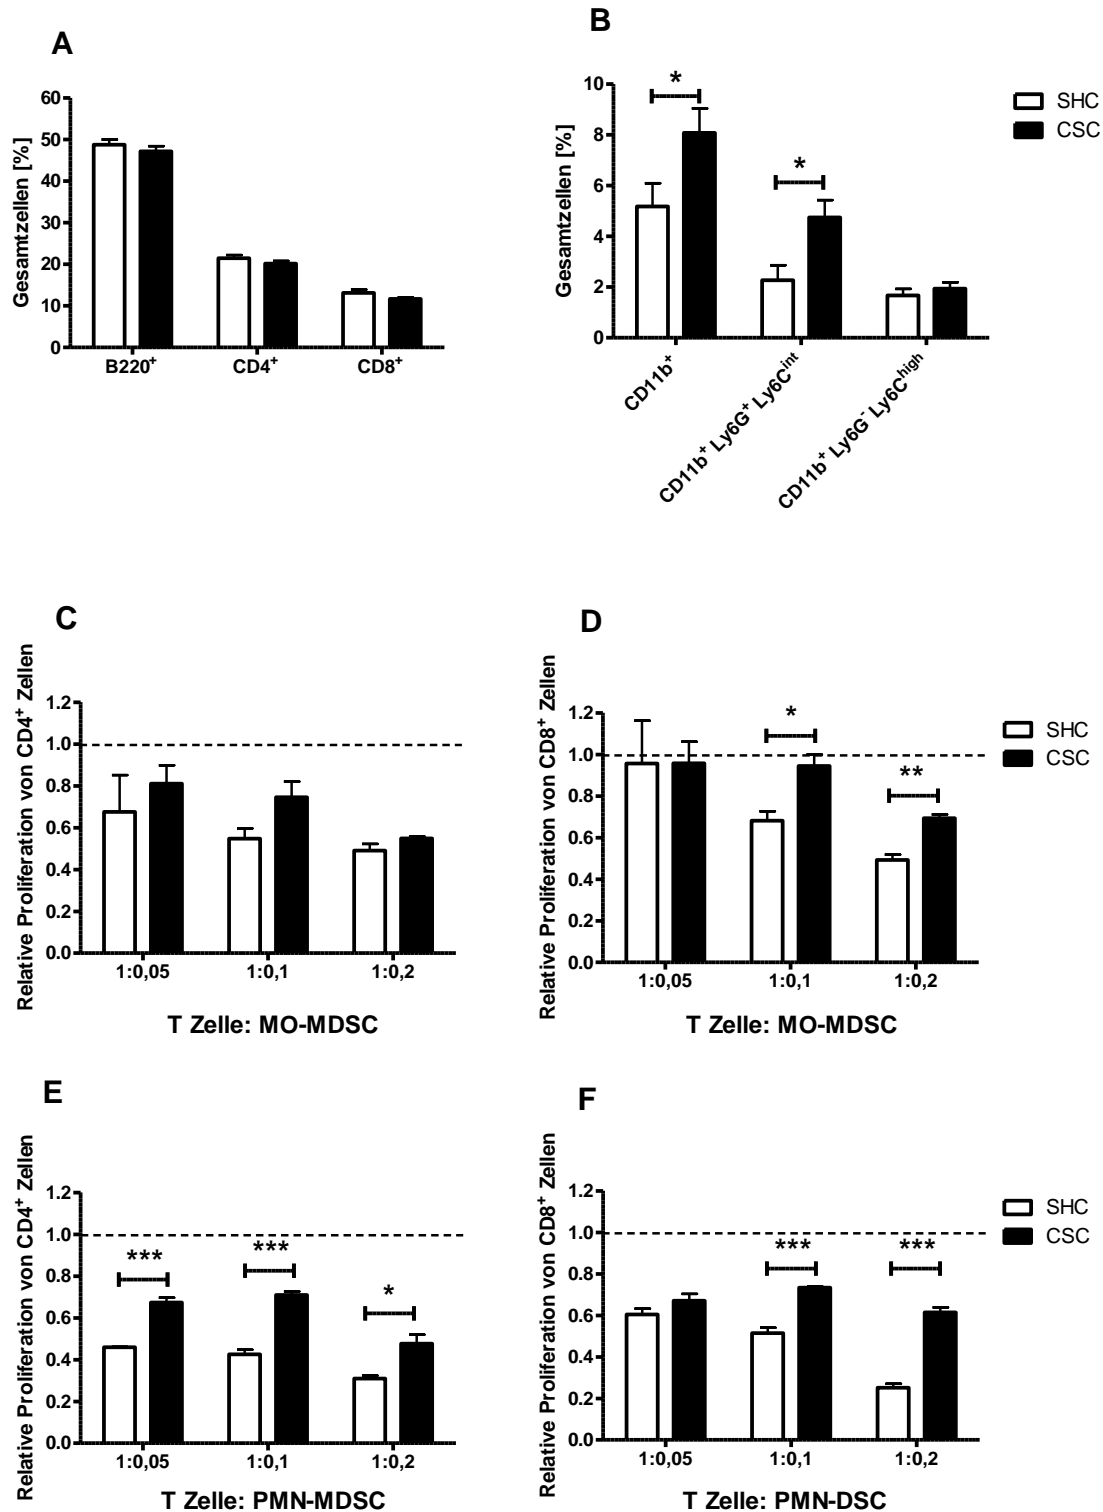 A
Gesamtzellen [%]
60
50
40
30
20
10
0
B220⁺
CD4⁺
CD8⁺
B
Gesamtzellen [%]
10
8
6
4
2
0
*
*
CD11b⁺
CD11b⁺ Ly6G⁺ Ly6Cⁱⁿᵗ
CD11b⁺ Ly6G⁻ Ly6Cʰⁱᵍʰ
SHC
CSC
C
Relative Proliferation von CD4⁺ Zellen
1.2
1.0
0.8
0.6
0.4
0.2
0.0
1:0,05
1:0,1
1:0,2
T Zelle: MO-MDSC
D
Relative Proliferation von CD8⁺ Zellen
1.2
1.0
0.8
0.6
0.4
0.2
0.0
*
**
1:0,05
1:0,1
1:0,2
T Zelle: MO-MDSC
SHC
CSC
E
Relative Proliferation von CD4⁺ Zellen
1.2
1.0
0.8
0.6
0.4
0.2
0.0
***
***
*
1:0,05
1:0,1
1:0,2
T Zelle: PMN-MDSC
F
Relative Proliferation von CD8⁺ Zellen
1.2
1.0
0.8
0.6
0.4
0.2
0.0
***
***
1:0,05
1:0,1
1:0,2
T Zelle: PMN-DSC
SHC
CSC